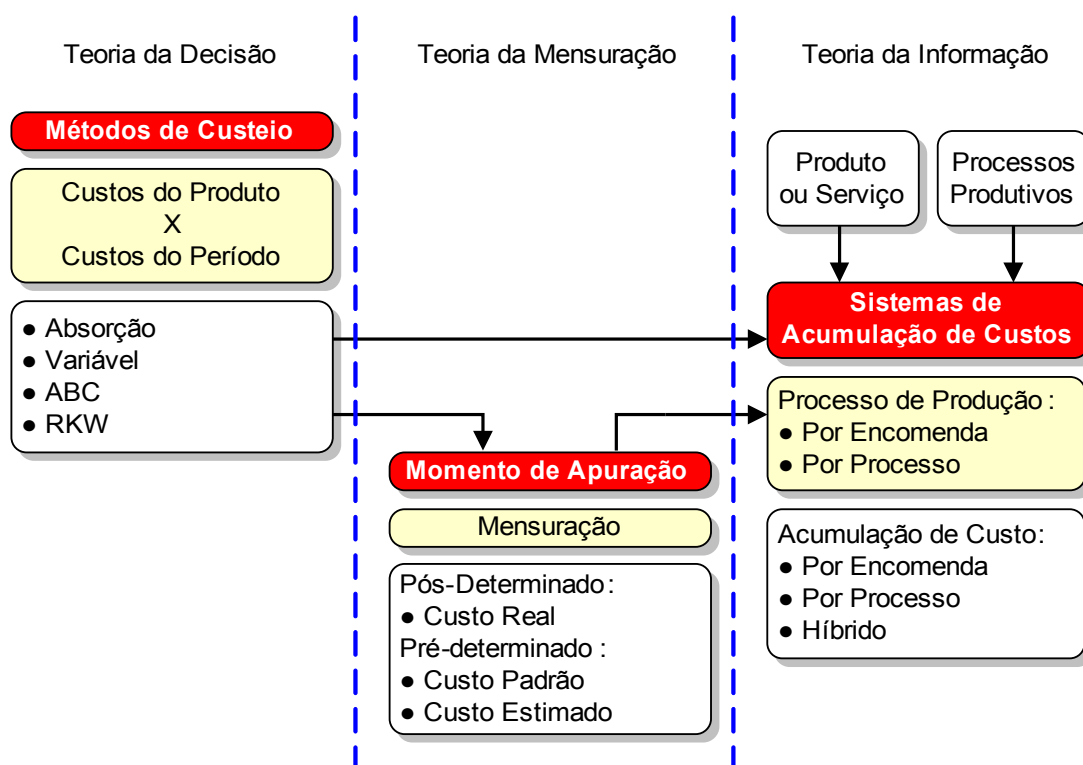 Teoria da Decisão
Métodos de Custeio
Custos do Produto
X
Custos do Período
● Absorção
● Variável
● ABC
● RKW
Teoria da Mensuração
Momento de Apuração
Mensuração
Pós-Determinado :
● Custo Real
Pré-determinado :
● Custo Padrão
● Custo Estimado
Teoria da Informação
Produto
ou Serviço
Processos
Produtivos
Sistemas de
Acumulação de Custos
Processo de Produção :
● Por Encomenda
● Por Processo
Acumulação de Custo:
● Por Encomenda
● Por Processo
● Híbrido